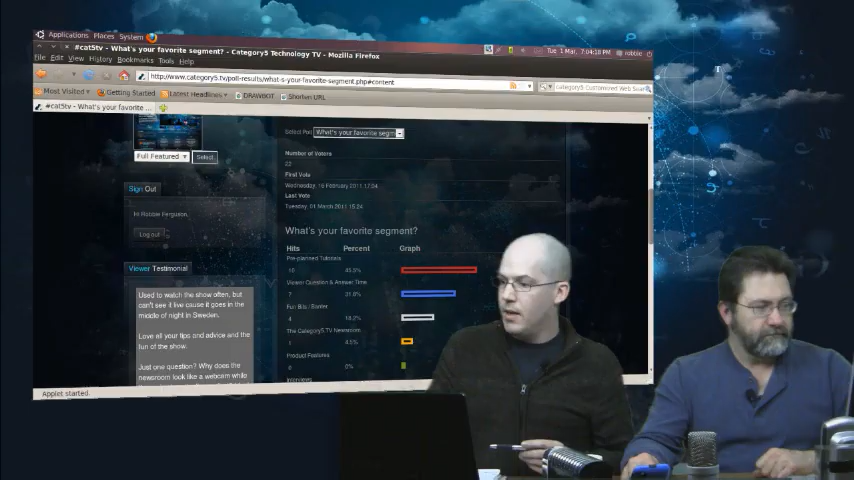 Applications Places System
Tue 1 Mar, 7:04:18 PM robbie
#cat5tv - What's your favorite segment? - Category5 Technology TV - Mozilla Firefox
File Edit View History Bookmarks Tools Help
http://www.category5.tv/poll-results/what-s-your-favorite-segment.php#content
category5 Customized Web Sear
Most Visited Getting Started Latest Headlines DRAWBOT Shorten URL
#cat5tv - What's your favorite ...
Select Poll What's your favorite segm
Full Featured Select
Number of Voters
22
First Vote
Wednesday, 16 February 2011 17:54
Last Vote
Tuesday, 01 March 2011 15:24
Sign Out
Hi Robbie Ferguson,
Log out
What's your favorite segment?
Hits Percent Graph
Pre-planned Tutorials
10 45.5%
Viewer Question & Answer Time
7 31.8%
Fun Bits / Banter
4 18.2%
The Category5.TV Newsroom
1 4.5%
Product Features
0 0%
Interviews
Viewer Testimonial
Used to watch the show often, but
can't see it live cause it goes in the
middle of night in Sweden.
Love all your tips and advice and the
fun of the show.
Just one question? Why does the
newsroom look like a webcam while
Applet started.